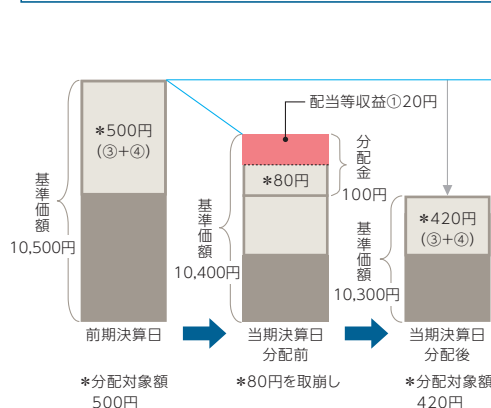 配当等収益①20円
*500円
(③+④)
基準価額
10,500円
*80円
分配金
100円
基準価額
10,400円
*420円
(③+④)
基準価額
10,300円
前期決算日
当期決算日
分配前
当期決算日
分配後
*分配対象額
500円
*80円を取崩し
*分配対象額
420円